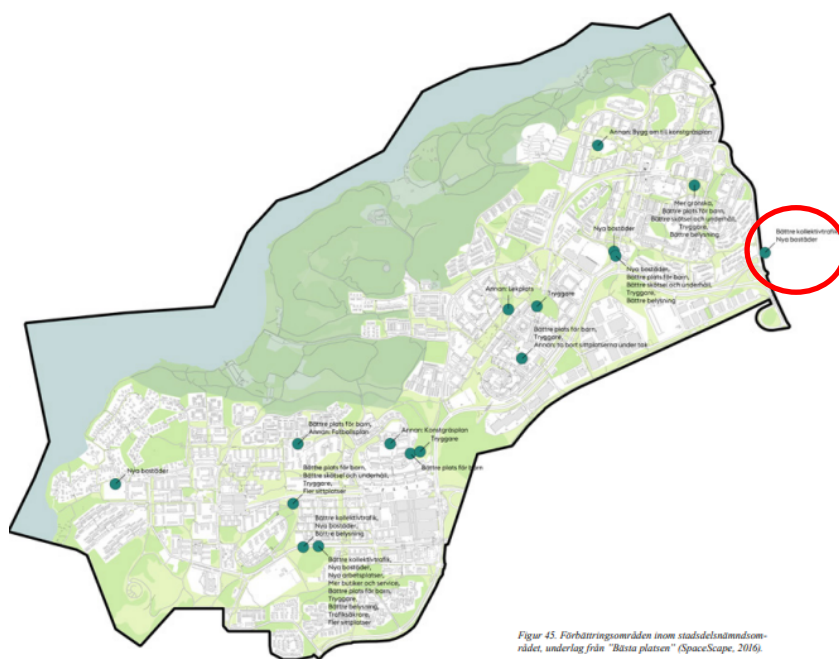 Annan: Bygg om till konstgräsplan
Mer grönska,
Bättre plats för barn,
Bättre skötsel och underhåll,
Tryggare,
Bättre belysning
Bättre kollektivtrafik,
Nya bostäder
Nya bostäder
Nya bostäder,
Bättre plats för barn,
Bättre skötsel och underhåll,
Tryggare,
Bättre belysning
Annan: Lekplats
Tryggare
Bättre plats för barn,
Tryggare,
Annan: ta bort sittplatserna under tak
Bättre plats för barn,
Annan: Fotbollsplan
Annan: Konstgräsplan
Tryggare
Bättre plats för barn
Nya bostäder
Bättre plats för barn,
Bättre skötsel och underhåll,
Tryggare,
Fler sittplatser
Bättre kollektivtrafik,
Nya bostäder,
Bättre belysning
Bättre kollektivtrafik,
Nya bostäder,
Nya arbetsplatser,
Mer butiker och service,
Bättre plats för barn,
Tryggare,
Bättre belysning,
Trafiksäkrare,
Fler sittplatser
Figur 45. Förbättringsområden inom stadsdelsnämndsom-
rådet, underlag från ”Bästa platsen” (SpaceScape, 2016).